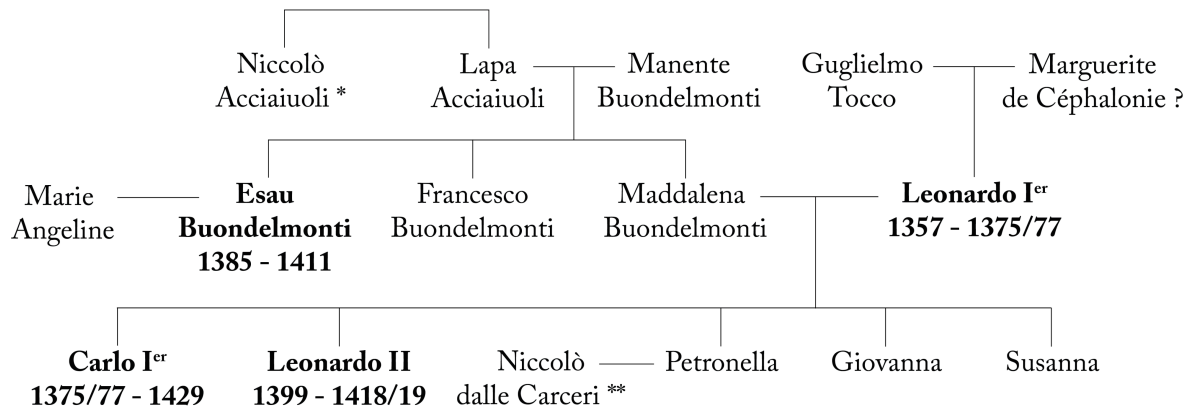 Niccolò
Acciaiuoli *
Lapa
Acciaiuoli
Manente
Buondelmonti
Guglielmo
Tocco
Marguerite
de Céphalonie ?
Marie
Angeline
Esau
Buondelmonti
1385 - 1411
Francesco
Buondelmonti
Maddalena
Buondelmonti
Leonardo Ier
1357 - 1375/77
Carlo Ier
1375/77 - 1429
Leonardo II
1399 - 1418/19
Niccolò
dalle Carceri **
Petronella
Giovanna
Susanna